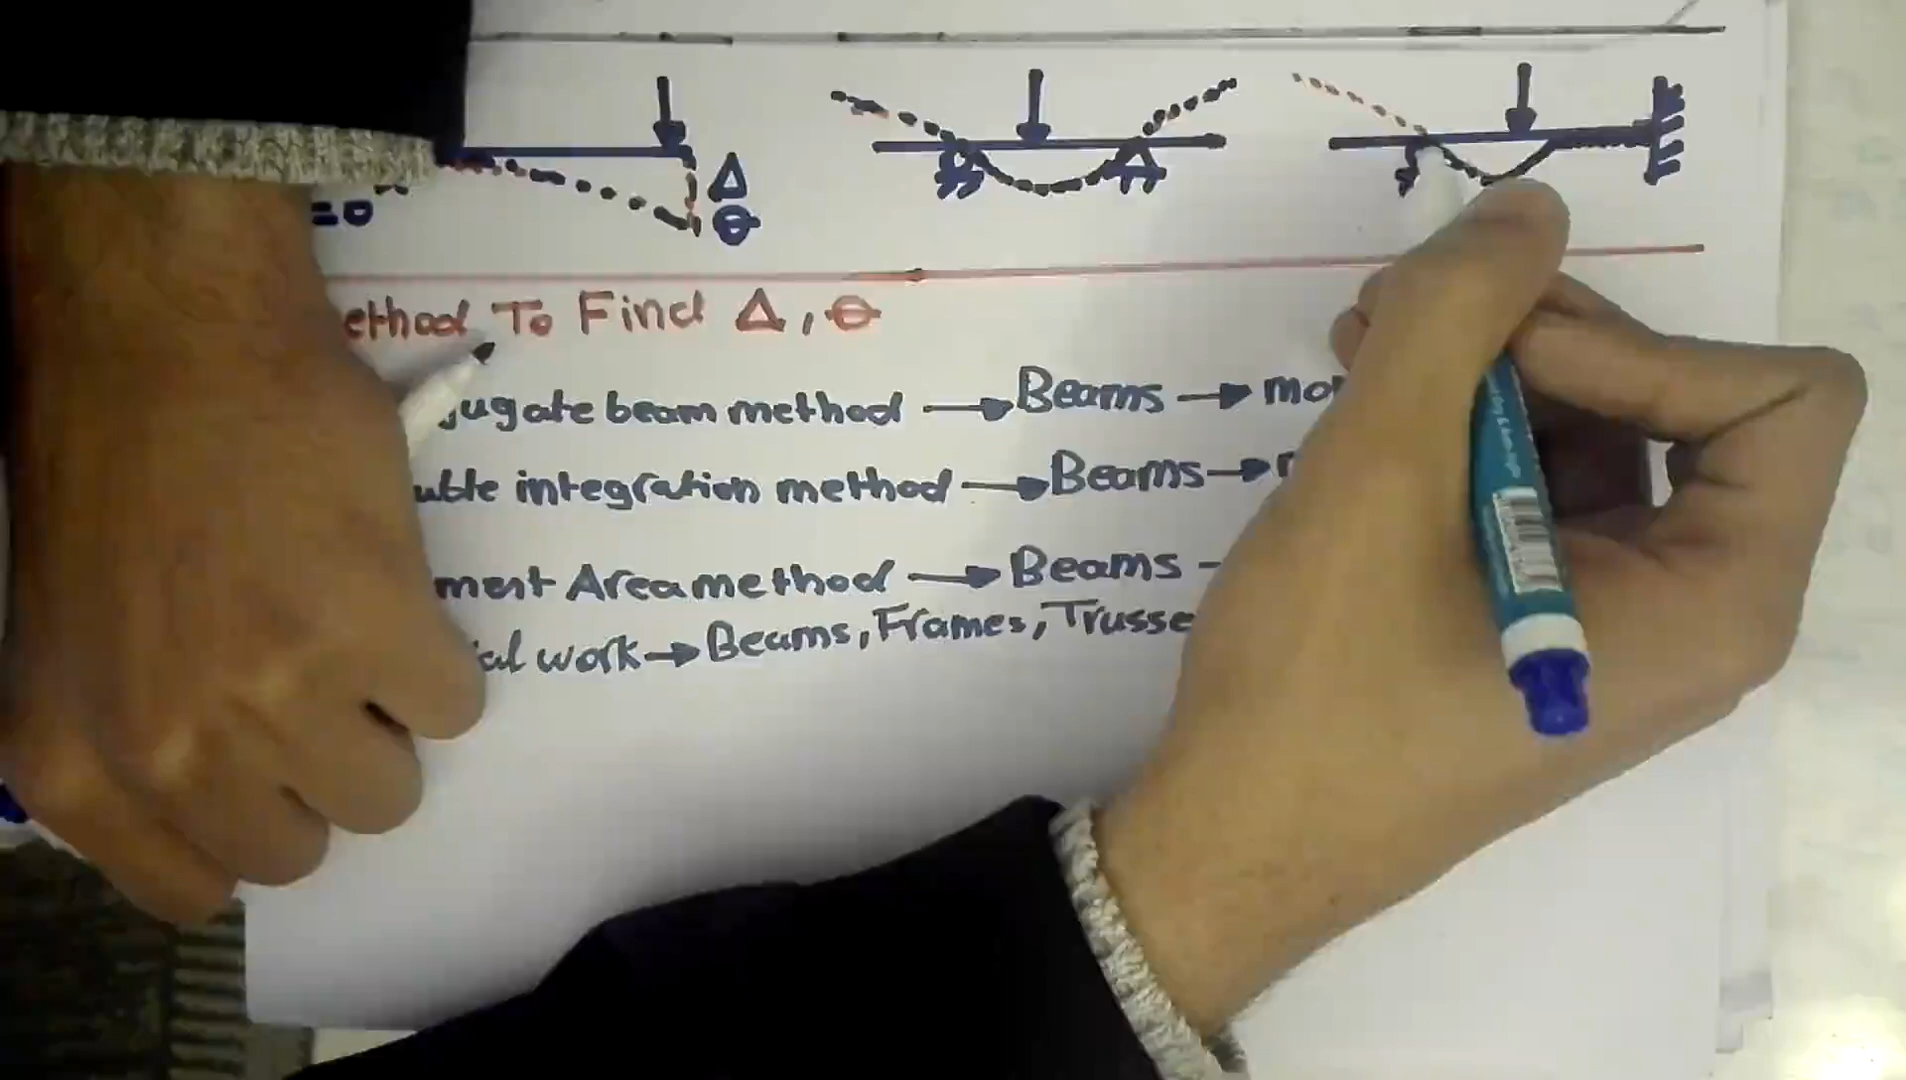 Δ
=0 θ
ethod To Find Δ, θ
jugate beam method → Beams → mo
uble integration method → Beams →
ment Area method → Beams -
ial work → Beams, Frames, Trusse